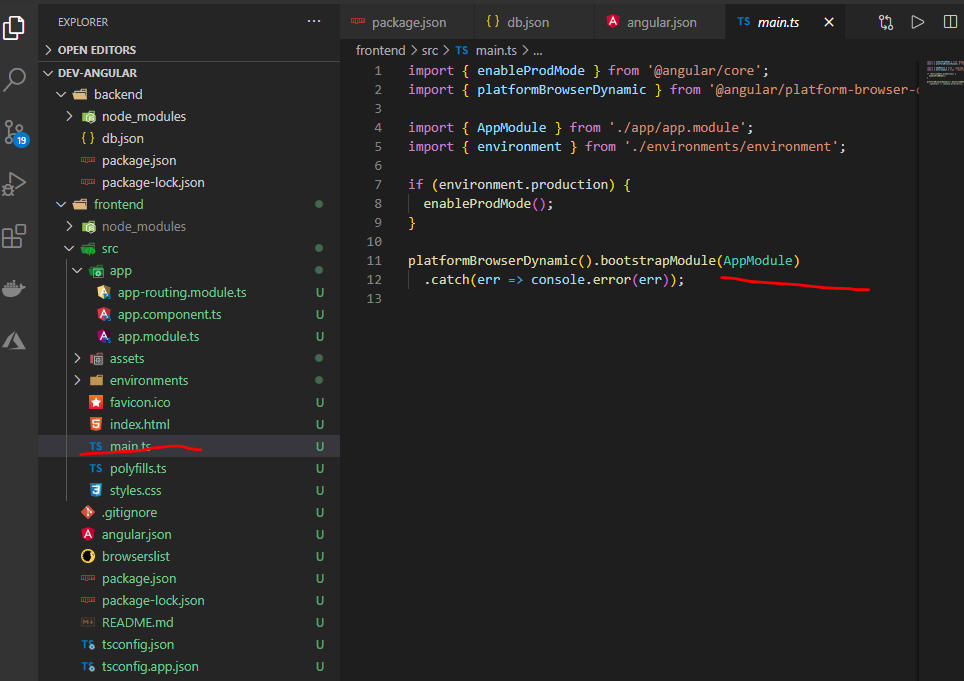 EXPLORER
...
OPEN EDITORS
DEV-ANGULAR
backend
node_modules
{ } db.json
package.json
package-lock.json
frontend
node_modules
src
app
app-routing.module.ts U
app.component.ts U
app.module.ts U
assets
environments
favicon.ico U
index.html U
TS main.ts U
TS polyfills.ts U
styles.css U
.gitignore U
angular.json U
browserslist U
package.json U
package-lock.json U
README.md U
TS tsconfig.json U
TS tsconfig.app.json U
19
package.json
{ } db.json
angular.json
TS main.ts
frontend > src > TS main.ts > ...
1 import { enableProdMode } from '@angular/core';
2 import { platformBrowserDynamic } from '@angular/platform-browser-
3
4 import { AppModule } from './app/app.module';
5 import { environment } from './environments/environment';
6
7 if (environment.production) {
8 enableProdMode();
9 }
10
11 platformBrowserDynamic().bootstrapModule(AppModule)
12 .catch(err => console.error(err));
13